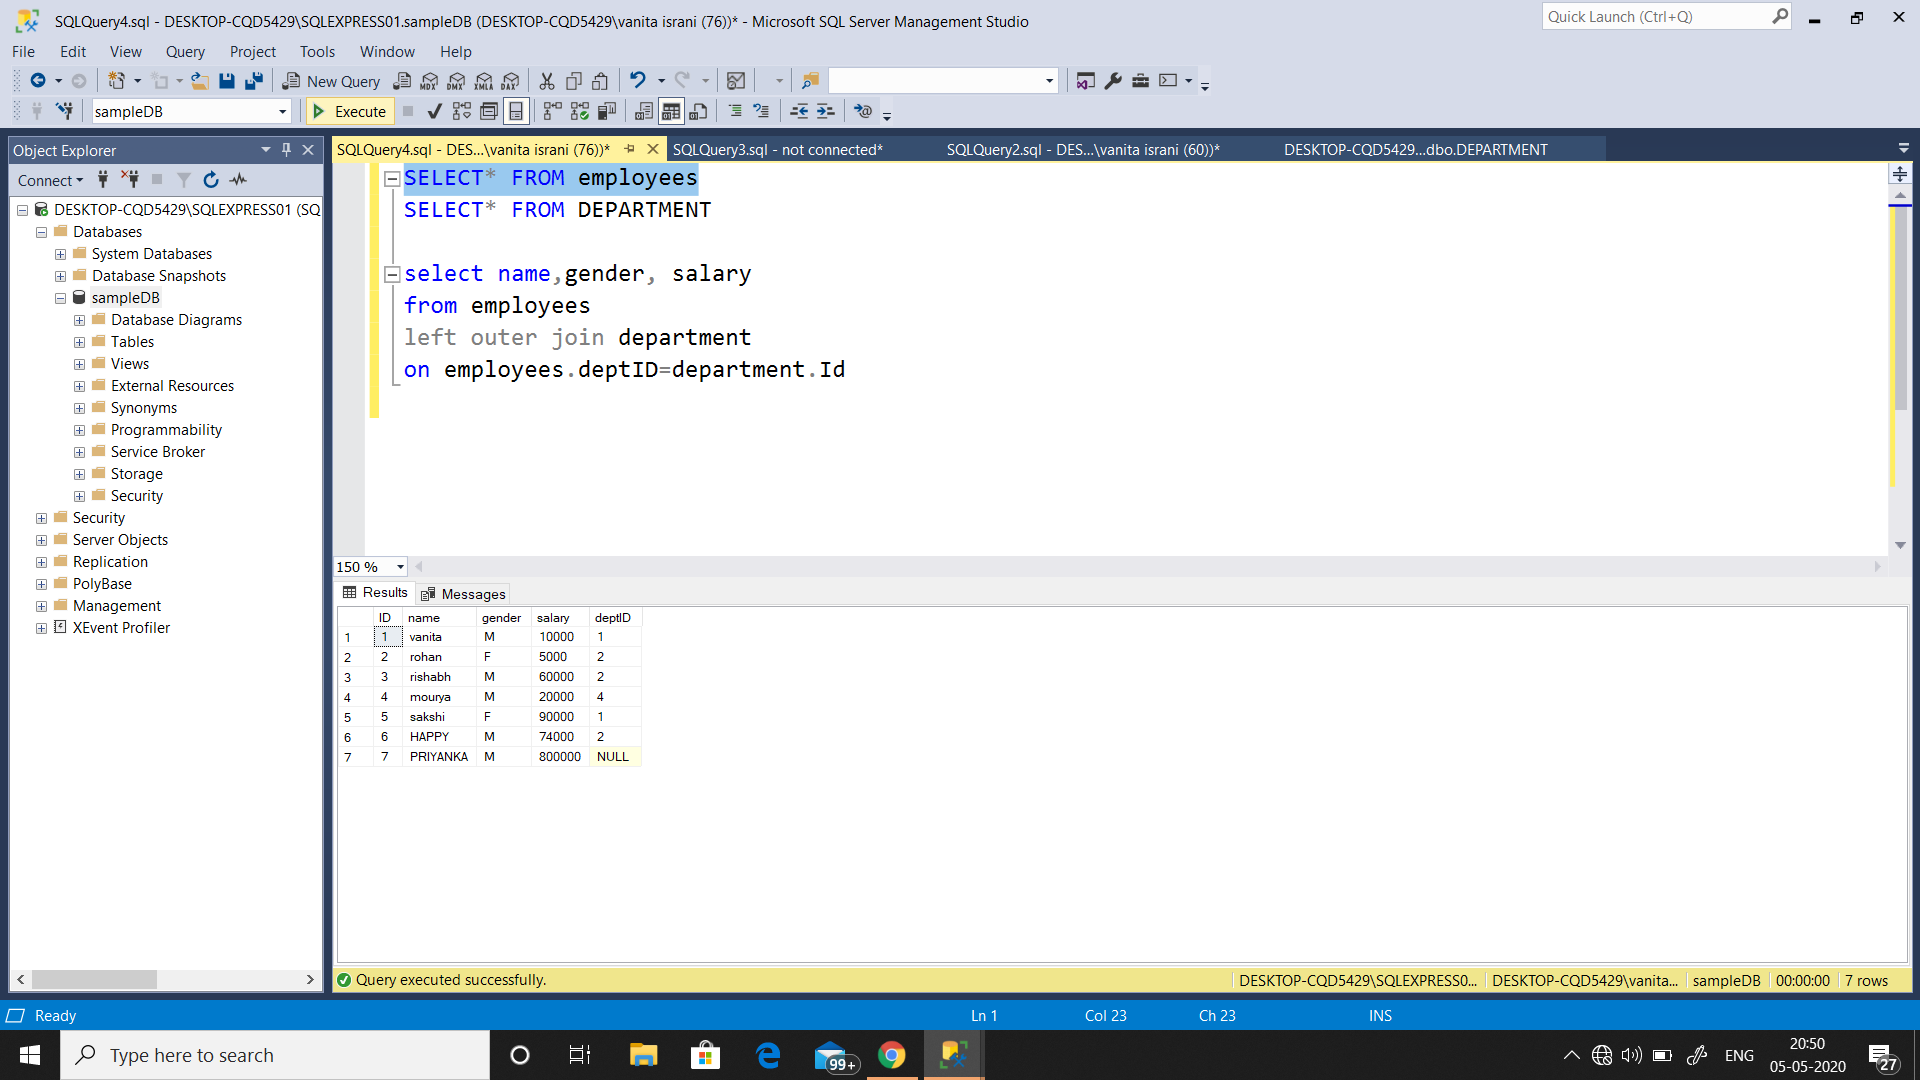 SQLQuery4.sql - DESKTOP-CQD5429\SQLEXPRESS01.sampleDB (DESKTOP-CQD5429\vanita israni (76))* - Microsoft SQL Server Management Studio
Quick Launch (Ctrl+Q)
File Edit View Query Project Tools Window Help
New Query MDX DMX XMLA DAX
sampleDB Execute
Object Explorer
SQLQuery4.sql - DES...\vanita israni (76))* SQLQuery3.sql - not connected* SQLQuery2.sql - DES...\vanita israni (60))* DESKTOP-CQD5429...dbo.DEPARTMENT
Connect
DESKTOP-CQD5429\SQLEXPRESS01 (SQ
Databases
System Databases
Database Snapshots
sampleDB
Database Diagrams
Tables
Views
External Resources
Synonyms
Programmability
Service Broker
Storage
Security
Security
Server Objects
Replication
PolyBase
Management
XEvent Profiler
SELECT* FROM employees
SELECT* FROM DEPARTMENT
select name,gender, salary
from employees
left outer join department
on employees.deptID=department.Id
150 %
Results Messages
ID name gender salary deptID
1 1 vanita M 10000 1
2 2 rohan F 5000 2
3 3 rishabh M 60000 2
4 4 mourya M 20000 4
5 5 sakshi F 90000 1
6 6 HAPPY M 74000 2
7 7 PRIYANKA M 800000 NULL
Query executed successfully. DESKTOP-CQD5429\SQLEXPRESS0... DESKTOP-CQD5429\vanita... sampleDB 00:00:00 7 rows
Ready Ln 1 Col 23 Ch 23 INS
Type here to search 99+ ENG 20:50
05-05-2020 27